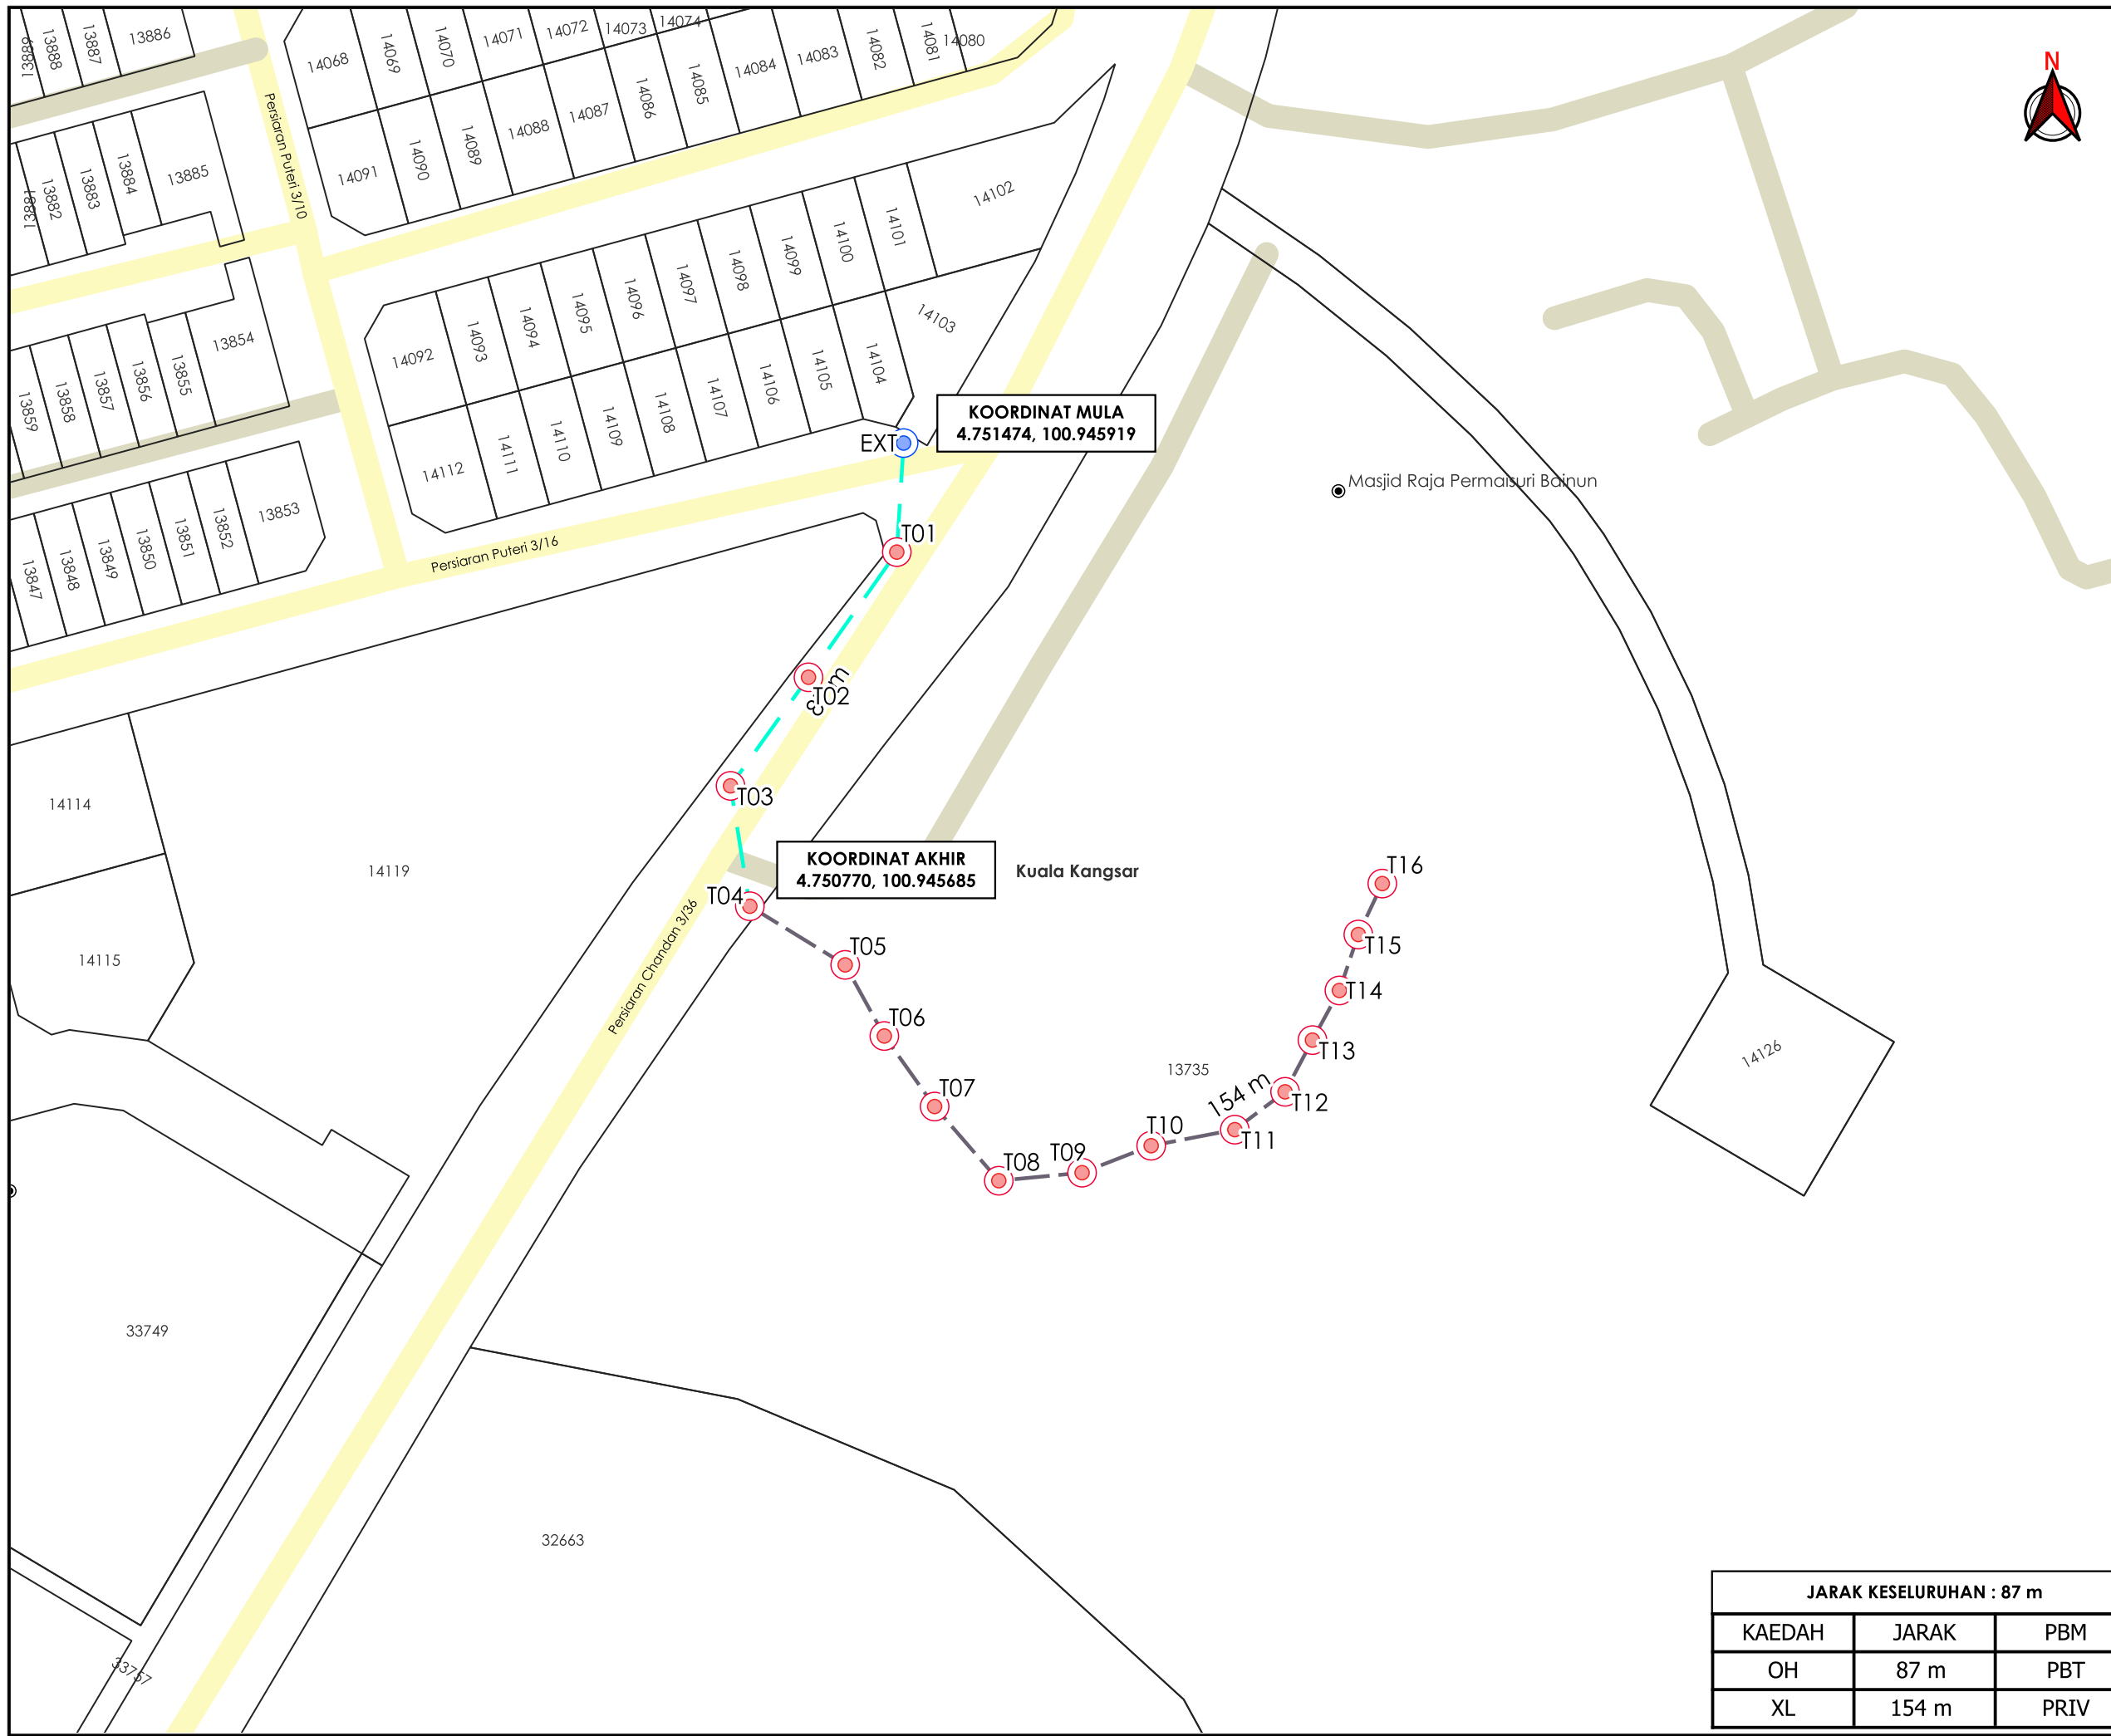 13889
13888
13887
13886
14068
14069
14070
14071
14072
14073
14074
14087
14086
14085
14084
14083
14082
14081
14080
N
13881
13882
13883
13884
13885
Persiaran Puteri 3/10
14091
14090
14089
14088
14102
14101
14100
14099
14098
14097
14096
14095
14094
14093
14092
14103
14104
14105
14106
14107
14108
14109
14110
14111
14112
13859
13858
13857
13856
13855
13854
KOORDINAT MULA
4.751474, 100.945919
EXT
Masjid Raja Permaisuri Bainun
13847
13848
13849
13850
13851
13852
13853
Persiaran Puteri 3/16
T01
T02
m
T03
14114
14119
KOORDINAT AKHIR
4.750770, 100.945685
Kuala Kangsar
T04
T05
T16
T15
14115
Persiaran Chandan 3/36
T14
T06
T13
14126
13735
154 m
T07
T12
T10
T11
T09
T08
33749
32663
33757
JARAK KESELURUHAN : 87 m
KAEDAH JARAK PBM
OH 87 m PBT
XL 154 m PRIV